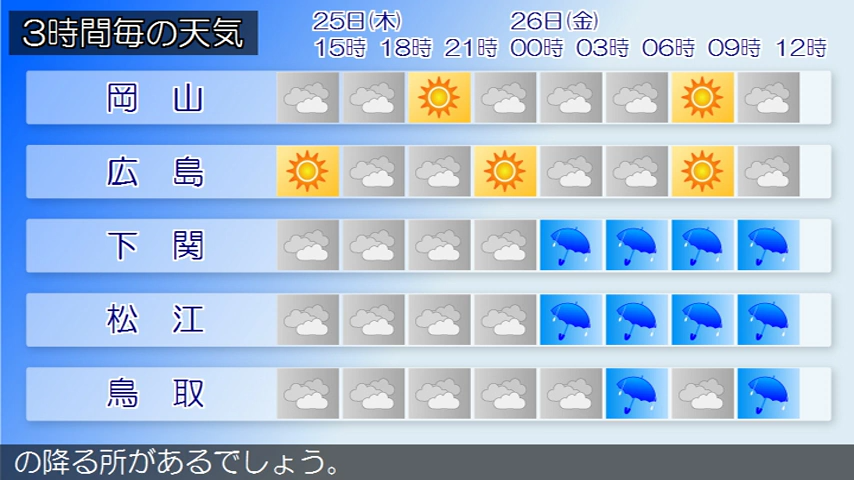 3時間毎の天気
25日(木) 26日(金)
15時 18時 21時 00時 03時 06時 09時 12時
岡 山
広 島
下 関
松 江
鳥 取
の降る所があるでしょう。